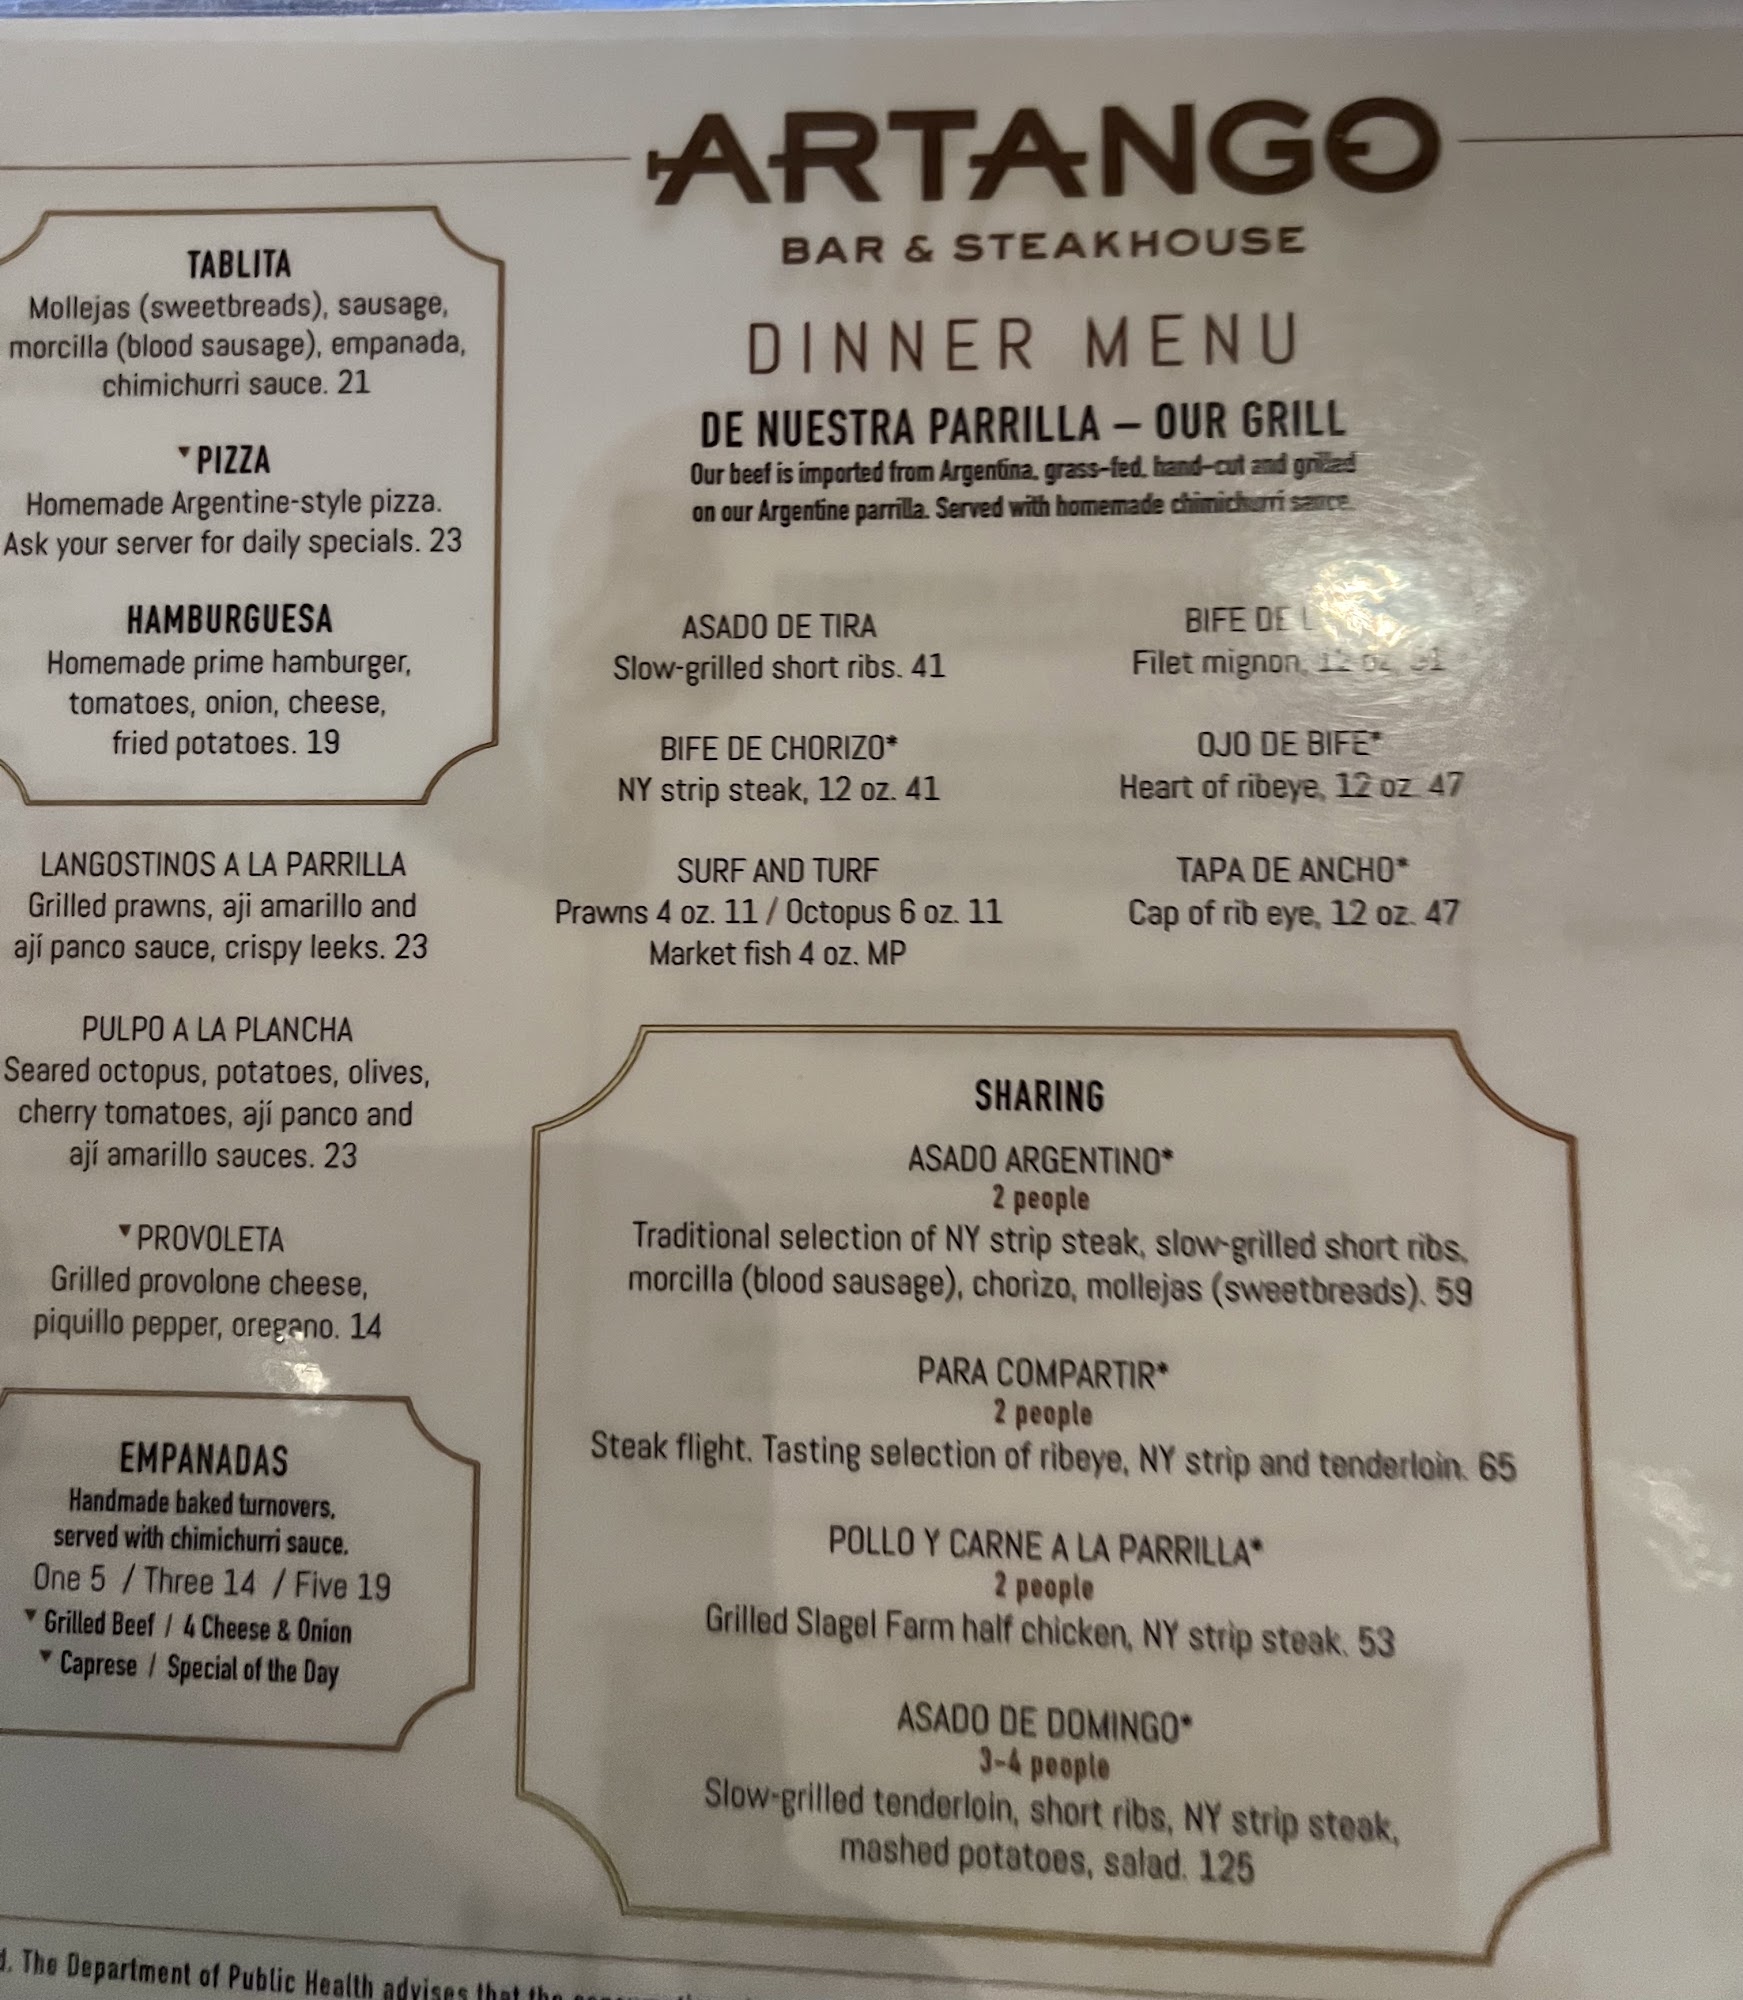 ARTANGO
BAR & STEAKHOUSE
DINNER MENU
TABLITA
Mollejas (sweetbreads), sausage,
morcilla (blood sausage), empanada,
chimichurri sauce. 21
▼PIZZA
Homemade Argentine-style pizza.
Ask your server for daily specials. 23
HAMBURGUESA
Homemade prime hamburger,
tomatoes, onion, cheese,
fried potatoes. 19
LANGOSTINOS A LA PARRILLA
Grilled prawns, aji amarillo and
ají panco sauce, crispy leeks. 23
PULPO A LA PLANCHA
Seared octopus, potatoes, olives,
cherry tomatoes, ají panco and
ají amarillo sauces. 23
▼PROVOLETA
Grilled provolone cheese,
piquillo pepper, oregano. 14
EMPANADAS
Handmade baked turnovers,
served with chimichurri sauce.
One 5 / Three 14 / Five 19
▼Grilled Beef / 4 Cheese & Onion
▼Caprese / Special of the Day
DE NUESTRA PARRILLA – OUR GRILL
Our beef is imported from Argentina, grass-fed, hand-cut and grilled
on our Argentine parrilla. Served with homemade chimichurri sauce.
ASADO DE TIRA
Slow-grilled short ribs. 41
BIFE DE CHORIZO*
NY strip steak, 12 oz. 41
SURF AND TURF
Prawns 4 oz. 11 / Octopus 6 oz. 11
Market fish 4 oz. MP
BIFE DE
Filet mignon, 12 oz.
OJO DE BIFE*
Heart of ribeye, 12 oz. 47
TAPA DE ANCHO*
Cap of rib eye, 12 oz. 47
SHARING
ASADO ARGENTINO*
2 people
Traditional selection of NY strip steak, slow-grilled short ribs,
morcilla (blood sausage), chorizo, mollejas (sweetbreads). 59
PARA COMPARTIR*
2 people
Steak flight. Tasting selection of ribeye, NY strip and tenderloin. 65
POLLO Y CARNE A LA PARRILLA*
2 people
Grilled Slagel Farm half chicken, NY strip steak. 53
ASADO DE DOMINGO*
3-4 people
Slow-grilled tenderloin, short ribs, NY strip steak,
mashed potatoes, salad. 125
The Department of Public Health advises that the